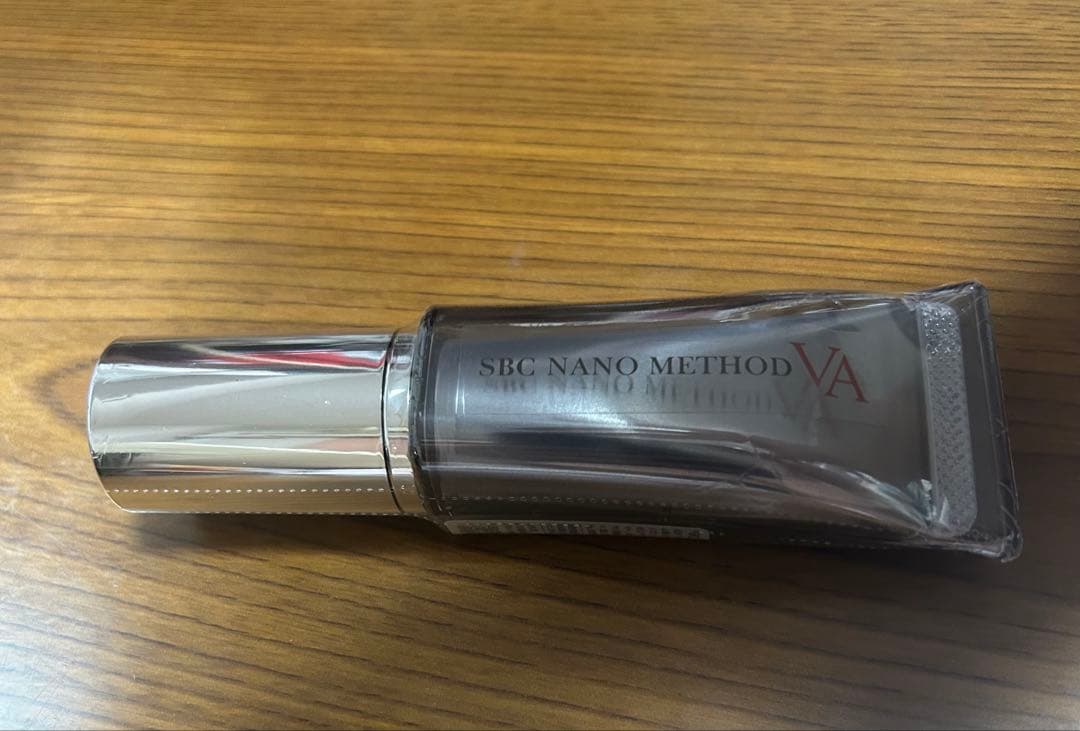 SBC NANO METHOD VA